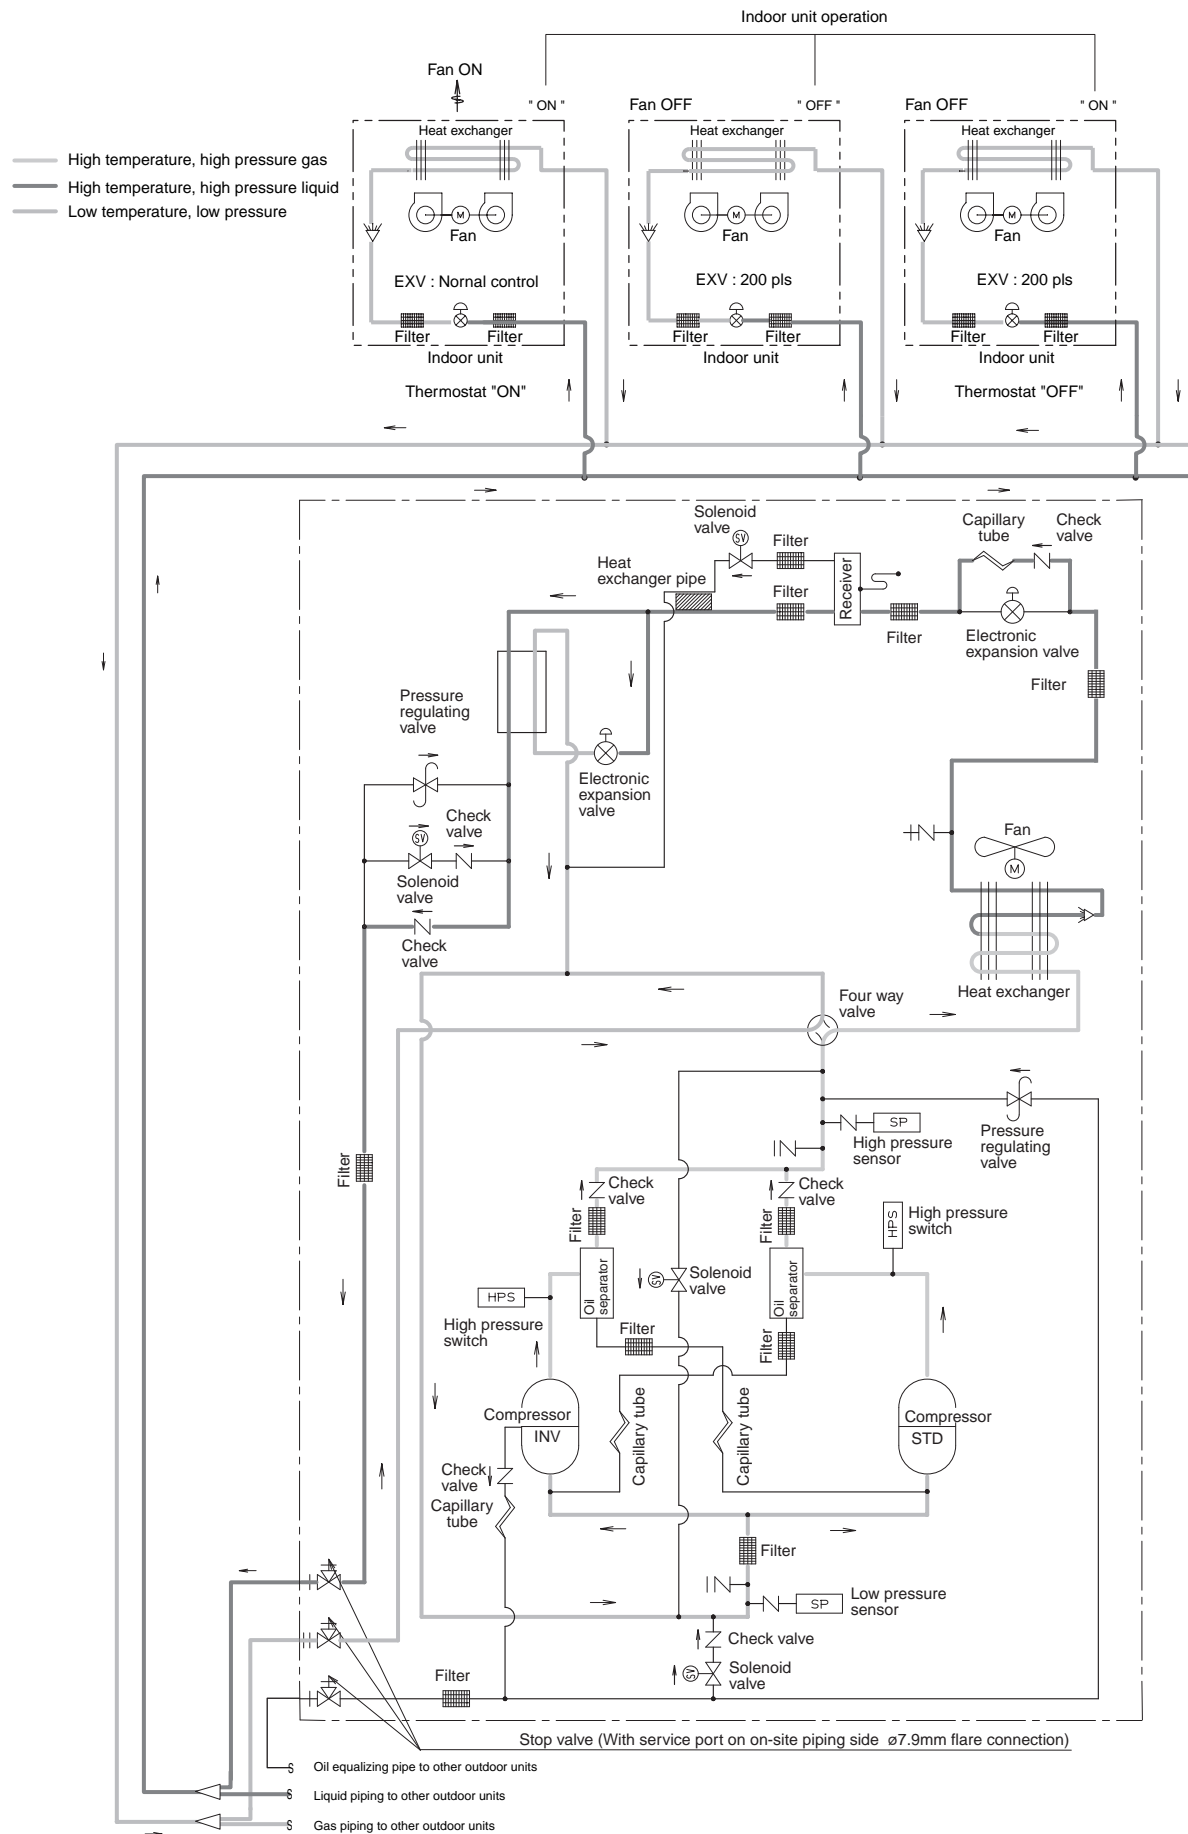 Indoor unit operation
Fan ON
" ON "
Fan OFF
" OFF "
Fan OFF
" ON "
Heat exchanger
Heat exchanger
Heat exchanger
High temperature, high pressure gas
High temperature, high pressure liquid
Low temperature, low pressure
M
M
M
Fan
Fan
Fan
EXV : Nornal control
EXV : 200 pls
EXV : 200 pls
Filter
Filter
Filter
Filter
Filter
Filter
Indoor unit
Indoor unit
Indoor unit
Thermostat "ON"
Thermostat "OFF"
Solenoid
valve
SV
Filter
Capillary
tube
Check
valve
Heat
exchanger pipe
Receiver
Filter
Filter
Electronic
expansion valve
Filter
Pressure
regulating
valve
Electronic
expansion
valve
Check
valve
SV
Solenoid
valve
Fan
M
Check
valve
Heat exchanger
Four way
valve
SP
High pressure
sensor
Pressure
regulating
valve
Filter
Check
valve
Check
valve
Filter
Filter
HPS
High pressure
switch
Oil
separator
SV
Solenoid
valve
Oil
separator
HPS
High pressure
switch
Filter
Filter
Compressor
INV
Capillary tube
Capillary tube
Compressor
STD
Check
valve
Capillary
tube
Filter
SP
Low pressure
sensor
Check valve
SV
Solenoid
valve
Filter
Stop valve (With service port on on-site piping side ø7.9mm flare connection)
S
Oil equalizing pipe to other outdoor units
S
Liquid piping to other outdoor units
S
Gas piping to other outdoor units